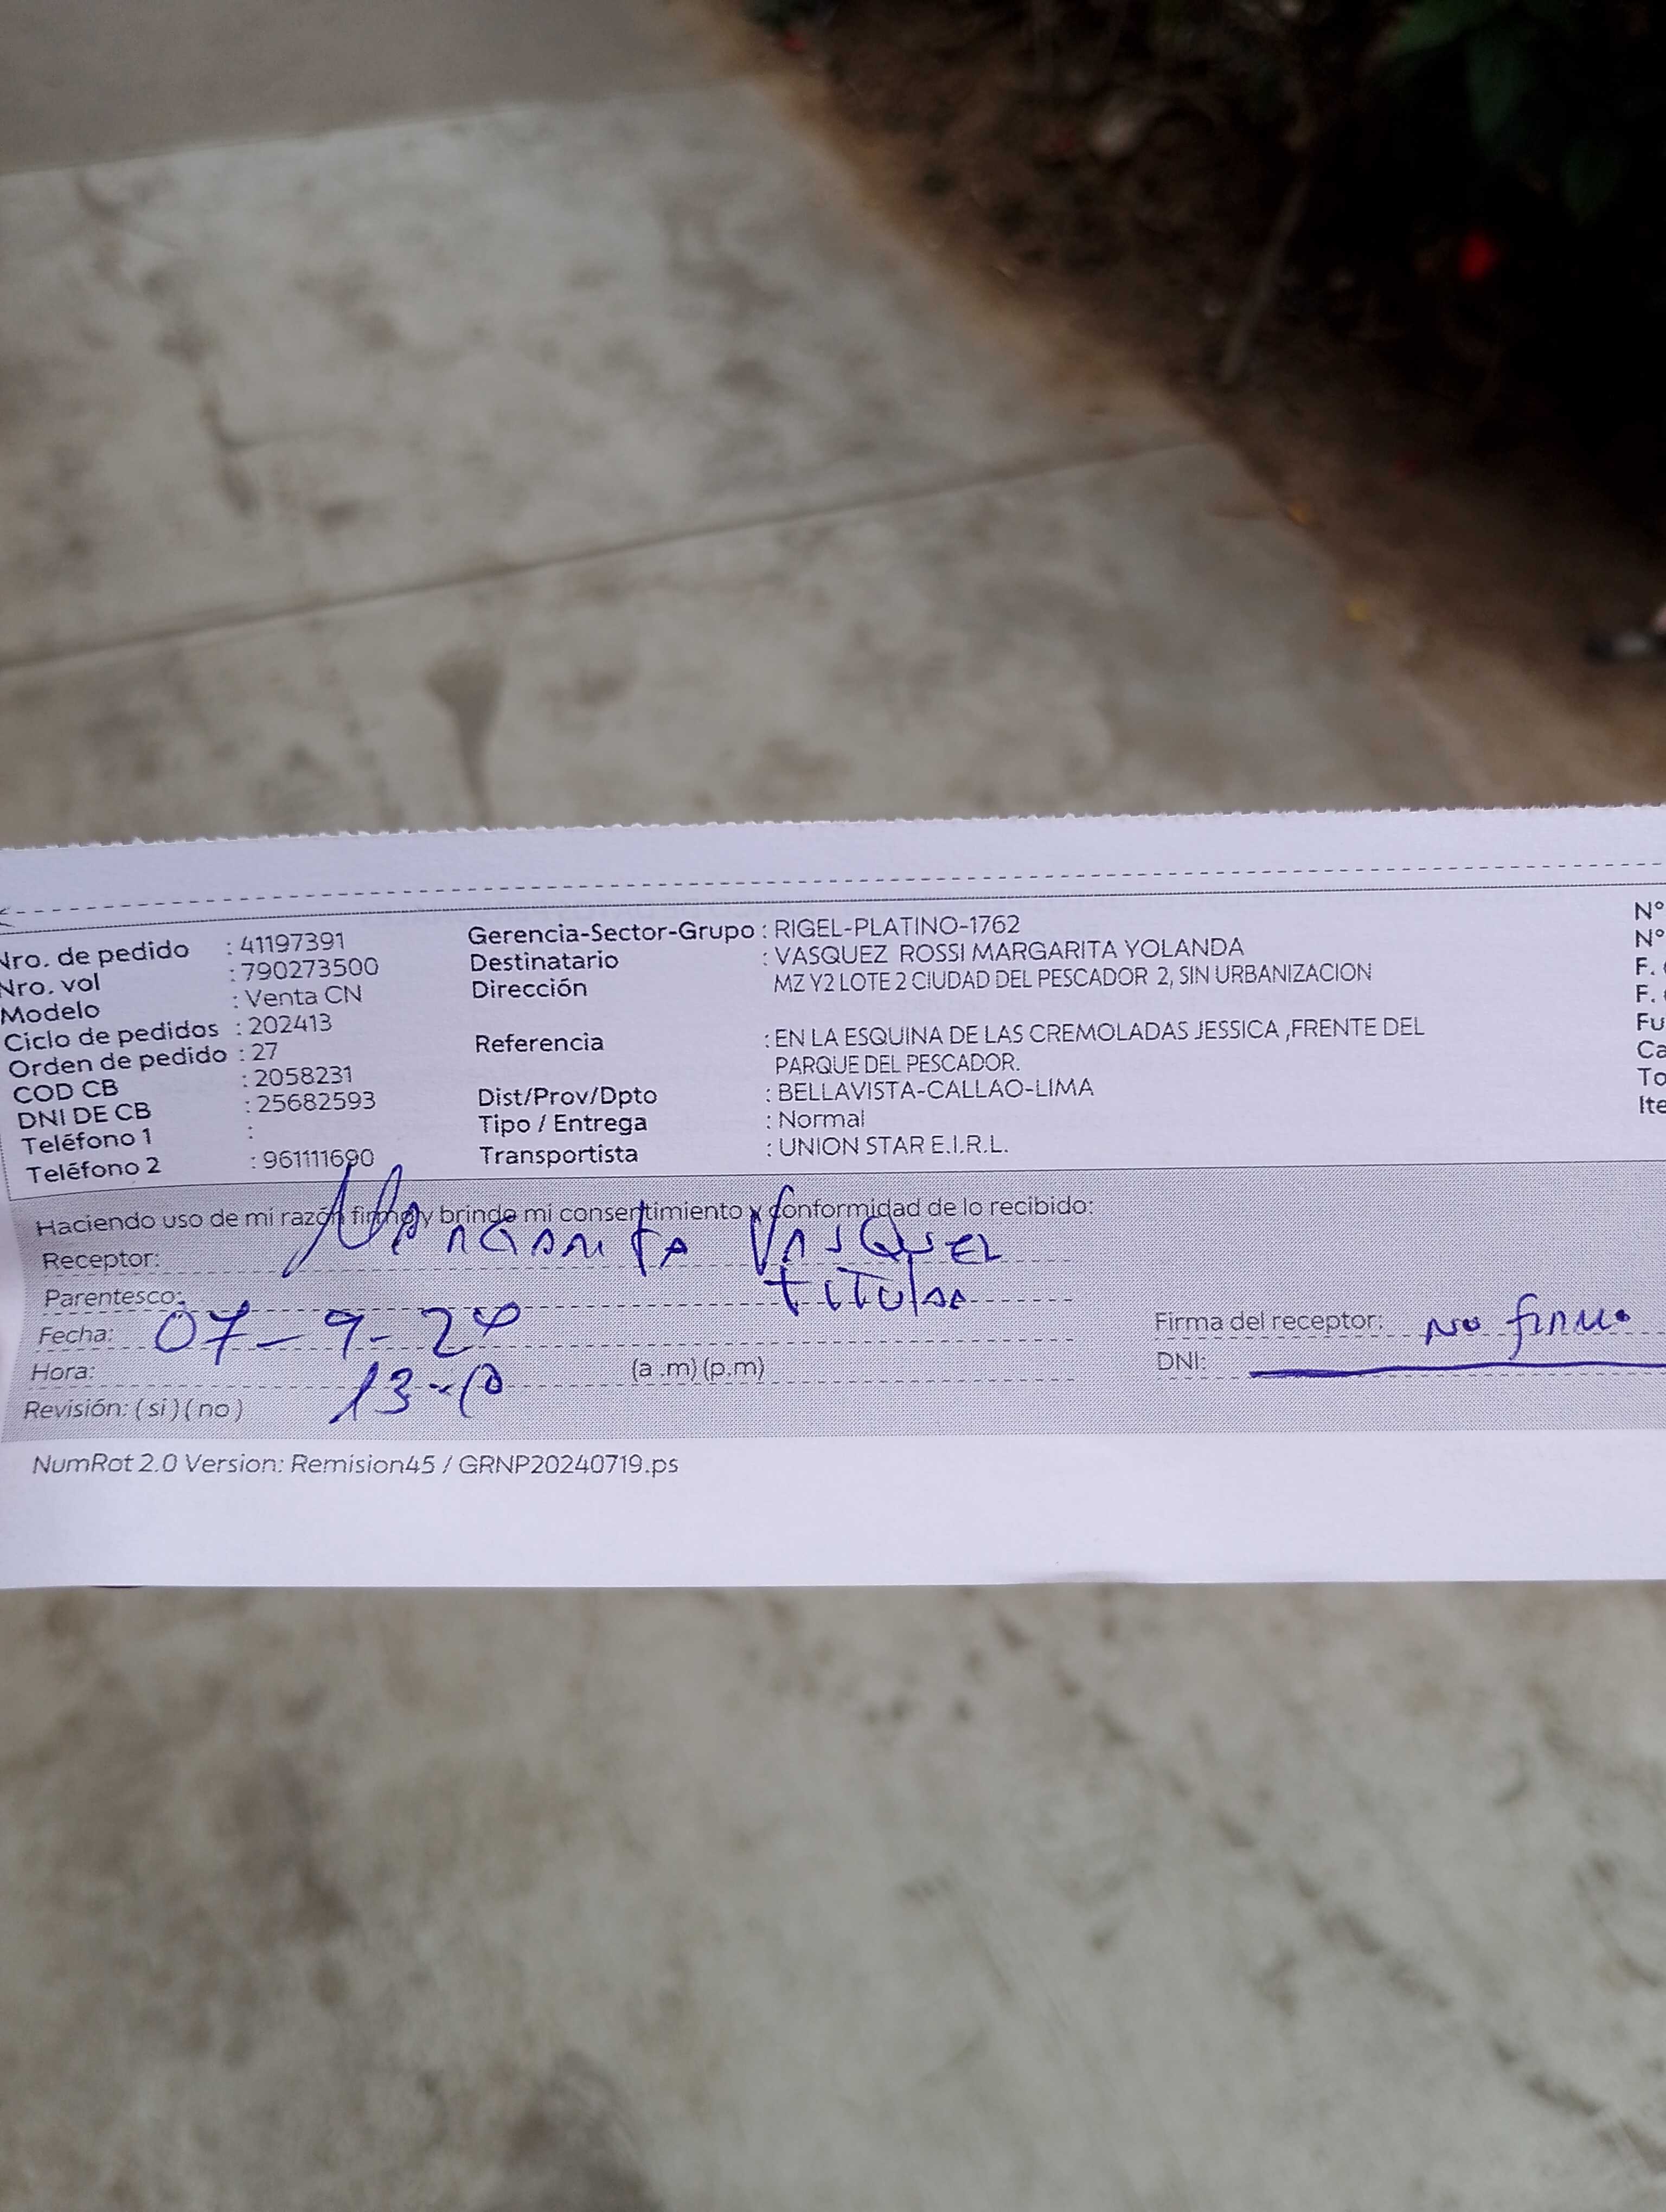 Nro. de pedido : 41197391
Nro. vol : 790273500
Modelo : Venta CN
Ciclo de pedidos : 202413
Orden de pedido : 27
COD CB : 2058231
DNI DE CB : 25682593
Teléfono 1 :
Teléfono 2 : 961111690
Gerencia-Sector-Grupo : RIGEL-PLATINO-1762
Destinatario : VASQUEZ ROSSI MARGARITA YOLANDA
Dirección MZ Y2 LOTE 2 CIUDAD DEL PESCADOR 2, SIN URBANIZACION
Referencia : EN LA ESQUINA DE LAS CREMOLADAS JESSICA ,FRENTE DEL
PARQUE DEL PESCADOR.
Dist/Prov/Dpto : BELLAVISTA-CALLAO-LIMA
Tipo / Entrega : Normal
Transportista : UNION STAR E.I.R.L.
N°
N°
F.
F.
Fu
Ca
To
Ite
Haciendo uso de mi razón firmo y brindo mi consentimiento y conformidad de lo recibido:
Receptor: Margarita Vasquez
Parentesco: titular
Fecha: 07-9-24
Hora: (a .m) (p.m)
Revisión: ( si ) ( no )
Firma del receptor: No firmo
DNI:
NumRot 2.0 Version: Remision45 / GRNP20240719.ps